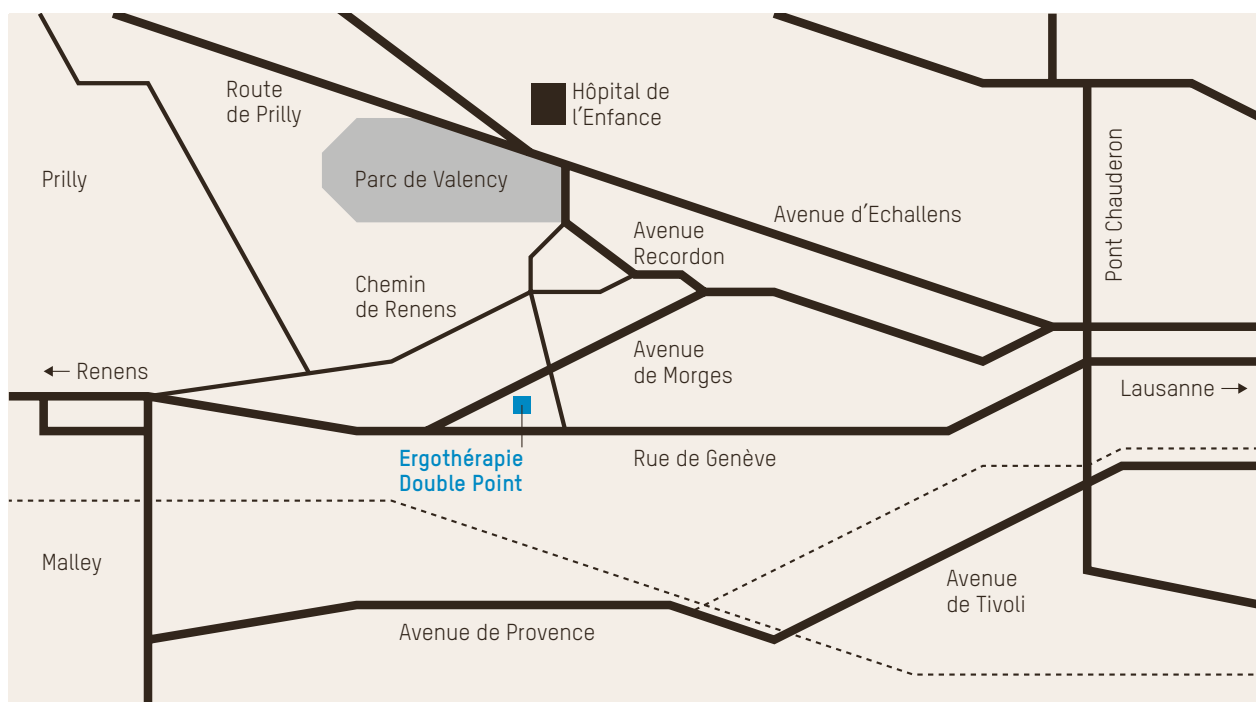 Route
de Prilly
Hôpital de
l’Enfance
Prilly
Parc de Valency
Avenue d’Echallens
Pont Chauderon
Avenue
Recordon
Chemin
de Renens
Avenue
de Morges
← Renens
Lausanne →
Ergothérapie
Double Point
Rue de Genève
Malley
Avenue
de Tivoli
Avenue de Provence